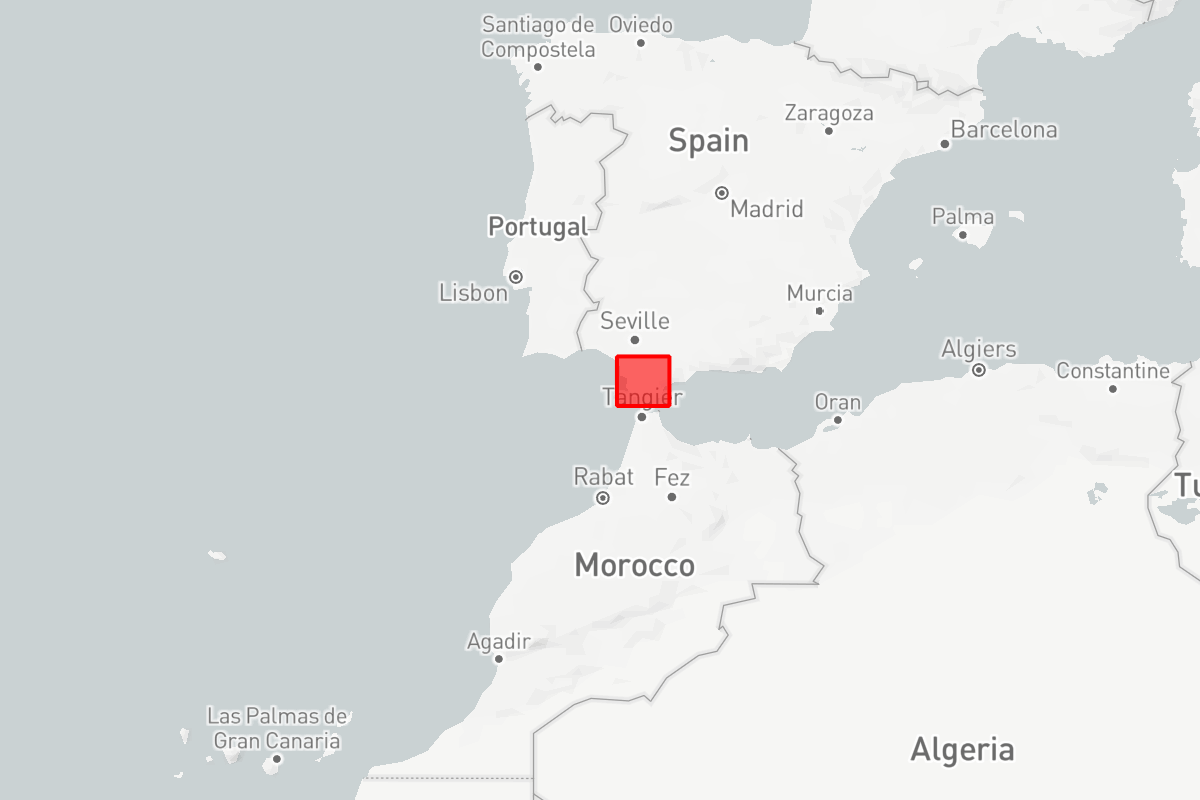 Santiago de
Compostela
Oviedo
Zaragoza
Barcelona
Spain
Madrid
Palma
Portugal
Lisbon
Murcia
Seville
Algiers
Constantine
Tangier
Oran
Rabat
Fez
Tu
Morocco
Agadir
Las Palmas de
Gran Canaria
Algeria